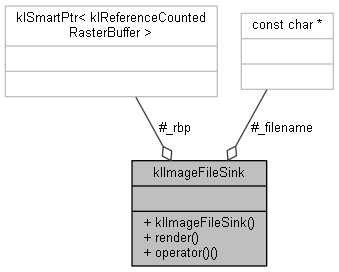 klSmartPtr< klReferenceCounted
RasterBuffer >
const char *
#_rbp
#_filename
klImageFileSink
+ klImageFileSink()
+ render()
+ operator()()